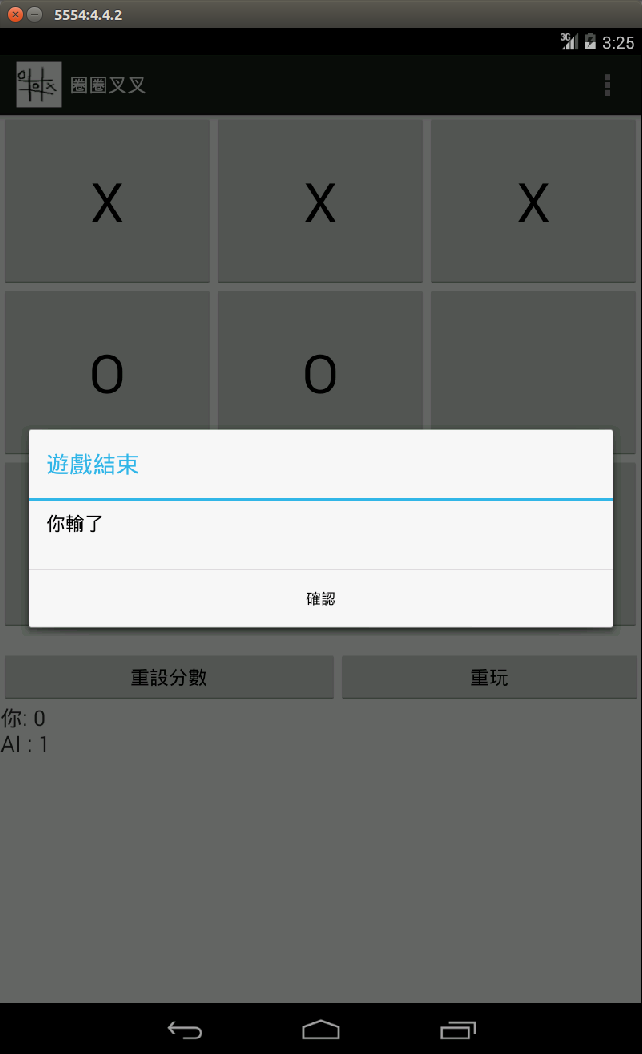 5554:4.4.2
3G 3:25
圈圈叉叉
X X X
O O
遊戲結束
你輸了
確認
重設分數 重玩
你: 0
AI : 1